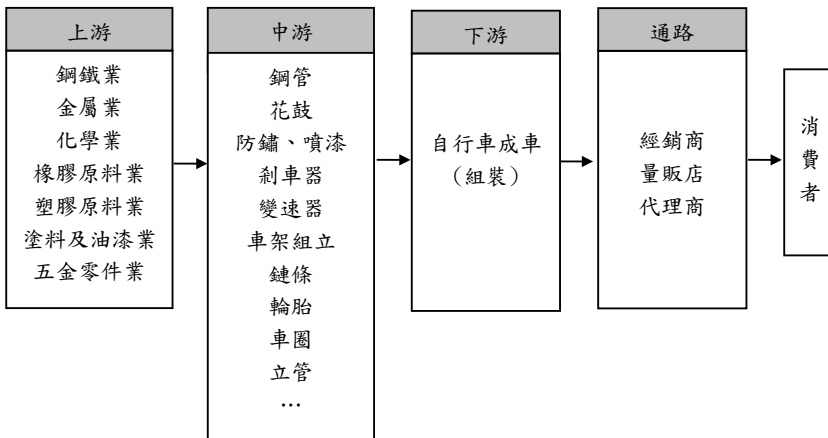 上游
鋼鐵業
金屬業
化學業
橡膠原料業
塑膠原料業
塗料及油漆業
五金零件業
中游
鋼管
花鼓
防鏽、噴漆
剎車器
變速器
車架組立
鏈條
輪胎
車圈
立管
…
下游
自行車成車
（組裝）
通路
經銷商
量販店
代理商
消
費
者